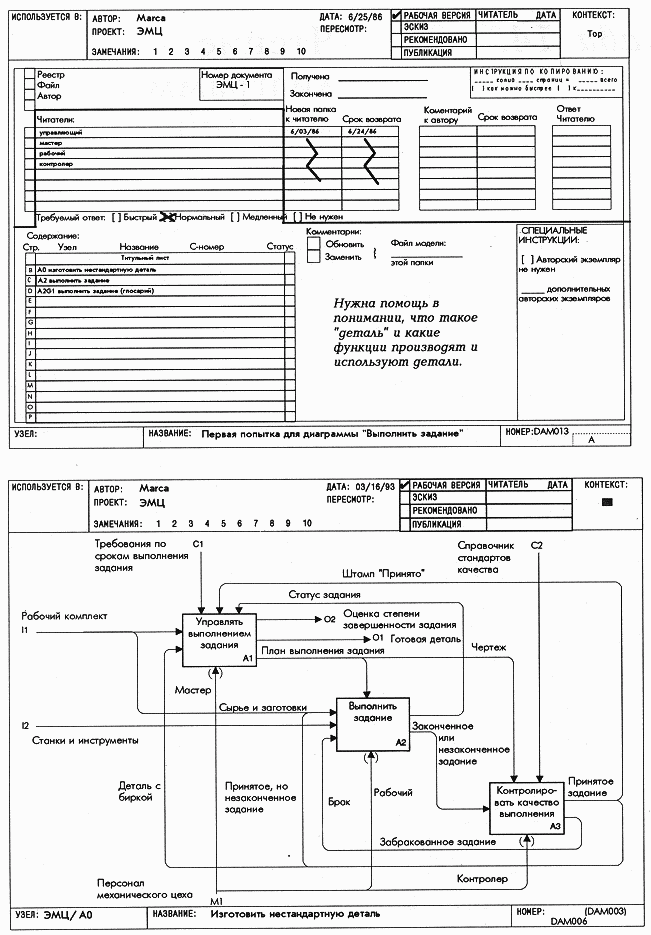 ИСПОЛЬЗУЕТСЯ В:
АВТОР: Marca
ДАТА: 6/25/86
ПРОЕКТ: ЭМЦ
ПЕРЕСМОТР:
ЗАМЕЧАНИЯ: 1 2 3 4 5 6 7 8 9 10
РАБОЧАЯ ВЕРСИЯ
ЧИТАТЕЛЬ ДАТА
ЭСКИЗ
РЕКОМЕНДОВАНО
ПУБЛИКАЦИЯ
КОНТЕКСТ:
Top
Реестр
Файл
Автор
Номер документа
ЭМЦ - 1
Получена
Закончена
ИНСТРУКЦИЯ ПО КОПИРОВАНИЮ:
копио страниц = всего
[ ] как можно быстрее [ ] к
Читатели:
управляющий
мастер
рабочий
контролер
Новая папка
к читателю
Срок возврата
6/03/86 6/24/86
Коментарий
к автору
Срок возврата
Ответ
Читателю
Требуемый ответ: [ ] Быстрый [X] Нормальный [ ] Медленный [ ] Не нужен
Содержание:
Стр. Узел Название C-номер Статус
Титульный лист
B A0 изготовить нестандартную деталь
C A2 выполнить задание
D A2G1 выполнить задание (глосарий)
E
F
G
H
I
J
K
L
M
N
O
P
Комментарии:
Обновить
Заменить
Файл модели:
этой папки
Нужна помощь в
понимании, что такое
"деталь" и какие
функции производят и
используют детали.
СПЕЦИАЛЬНЫЕ
ИНСТРУКЦИИ:
[ ] Авторский экземпляр
не нужен
дополнительных
авторских экземпляров
УЗЕЛ:
НАЗВАНИЕ: Первая попытка для диаграммы "Выполнить задание"
НОМЕР:DAM013
A
ИСПОЛЬЗУЕТСЯ В:
АВТОР: Marca
ДАТА: 03/16/93
ПРОЕКТ: ЭМЦ
ПЕРЕСМОТР:
ЗАМЕЧАНИЯ: 1 2 3 4 5 6 7 8 9 10
РАБОЧАЯ ВЕРСИЯ
ЧИТАТЕЛЬ ДАТА
ЭСКИЗ
РЕКОМЕНДОВАНО
ПУБЛИКАЦИЯ
КОНТЕКСТ:
Требования по
срокам выполнения
задания
C1
Справочник
стандартов
качества
C2
Штамп "Принято"
Статус задания
Рабочий комплект
I1
Управлять
выполнением
задания
A1
O2
Оценка степени
завершенности задания
O1 Готовая деталь
План выполнения задания
Чертеж
Мастер
Сырье и заготовки
Выполнить
задание
A2
I2
Станки и инструменты
Законченное
или
незаконченное
задание
Деталь с
биркой
Принятое, но
незаконченное
задание
Брак
Рабочий
Контролиро-
вать качество
выполнения
A3
Принятое
задание
Забракованное задание
Контролер
Персонал
механического цеха
M1
УЗЕЛ: ЭМЦ/ A0
НАЗВАНИЕ: Изготовить нестандартную деталь
НОМЕР: (DAM003)
DAM006